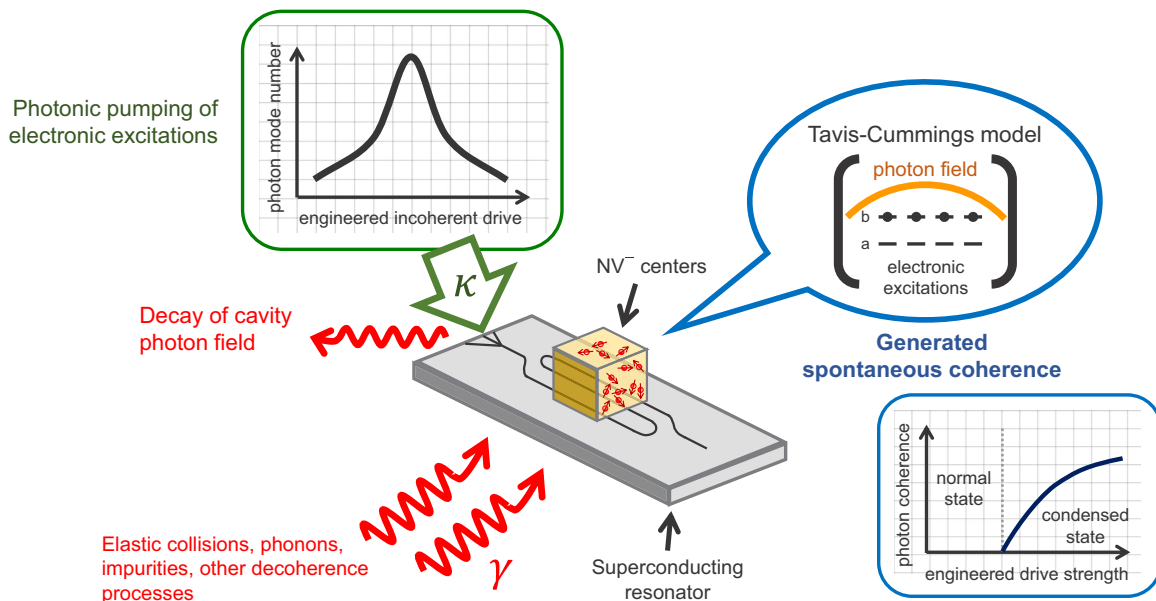 Photonic pumping of
electronic excitations
photon mode number
engineered incoherent drive
κ
Decay of cavity
photon field
NV⁻ centers
Tavis-Cummings model
photon field
b
a
electronic
excitations
Generated
spontaneous coherence
photon coherence
normal
state
condensed
state
engineered drive strength
Elastic collisions, phonons,
impurities, other decoherence
processes
γ
Superconducting
resonator